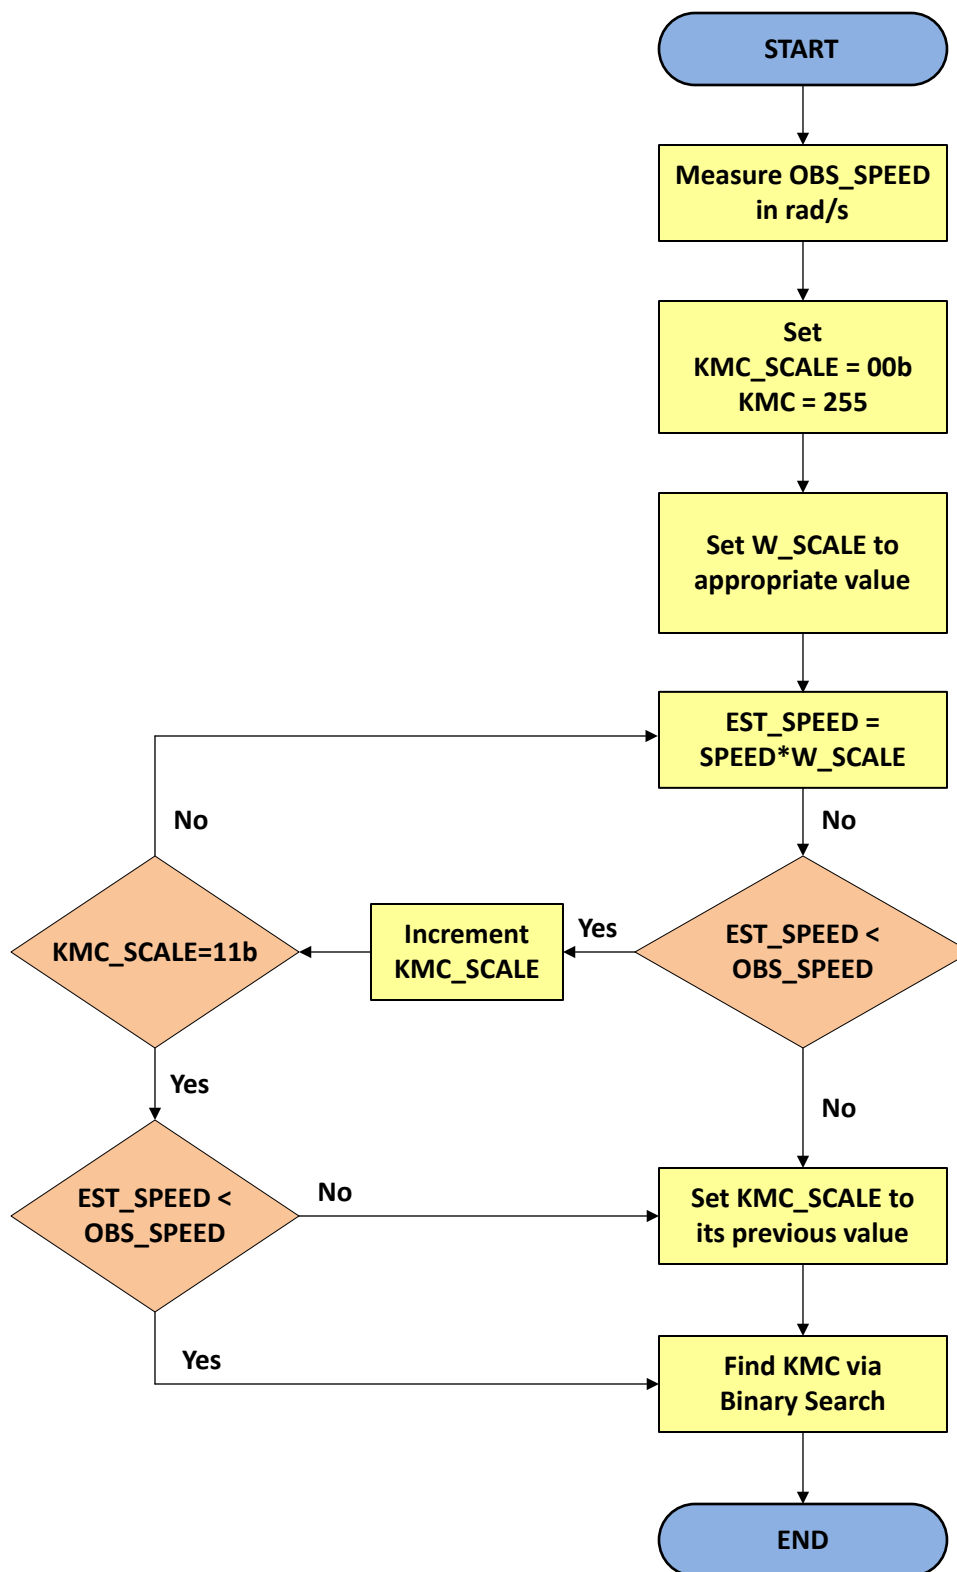 START
Measure OBS_SPEED
in rad/s
Set
KMC_SCALE = 00b
KMC = 255
Set W_SCALE to
appropriate value
EST_SPEED =
SPEED*W_SCALE
No
No
KMC_SCALE=11b
Increment
KMC_SCALE
Yes
EST_SPEED <
OBS_SPEED
Yes
No
EST_SPEED <
OBS_SPEED
No
Set KMC_SCALE to
its previous value
Yes
Find KMC via
Binary Search
END